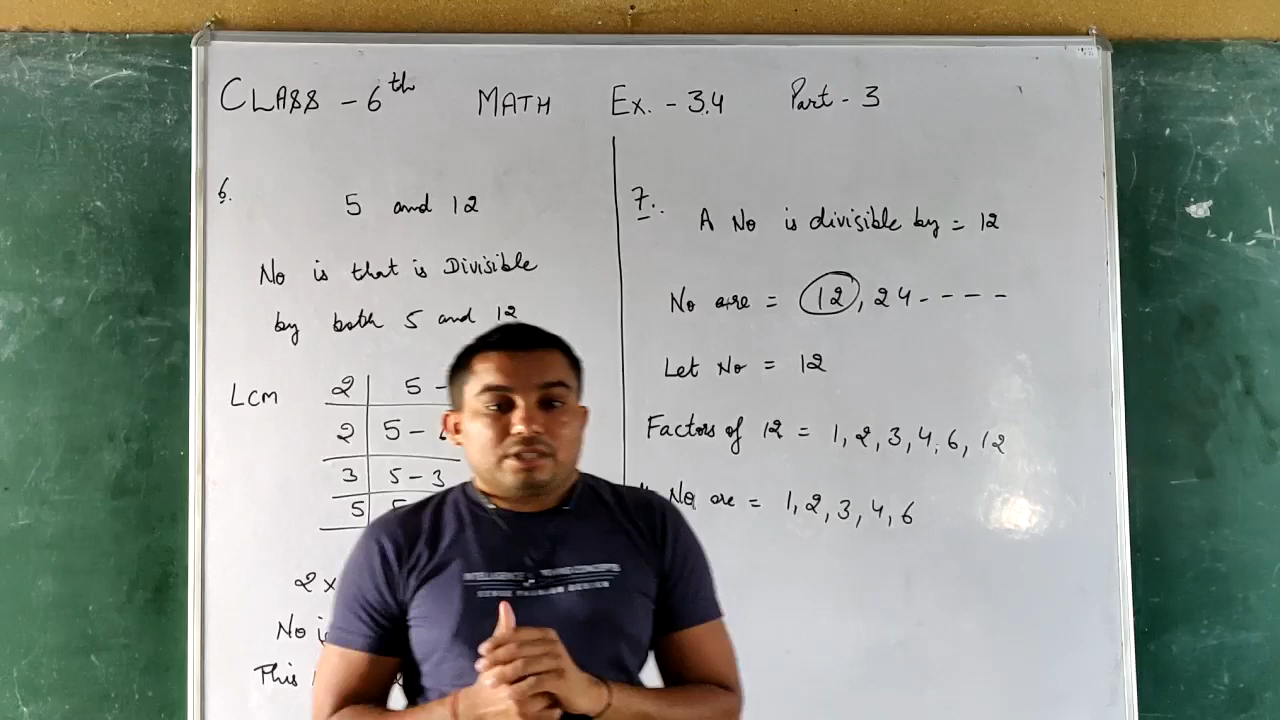 CLASS - 6th MATH Ex. - 3.4 Part - 3
6.
5 and 12
No is that is Divisible
by both 5 and 12
Lcm
2 | 5 -
2 | 5 -
3 | 5 - 3
5
2 ×
No
This
7.
A No is divisible by = 12
No are = 12, 24 - - - -
Let No = 12
Factors of 12 = 1, 2, 3, 4, 6, 12
No are = 1, 2, 3, 4, 6